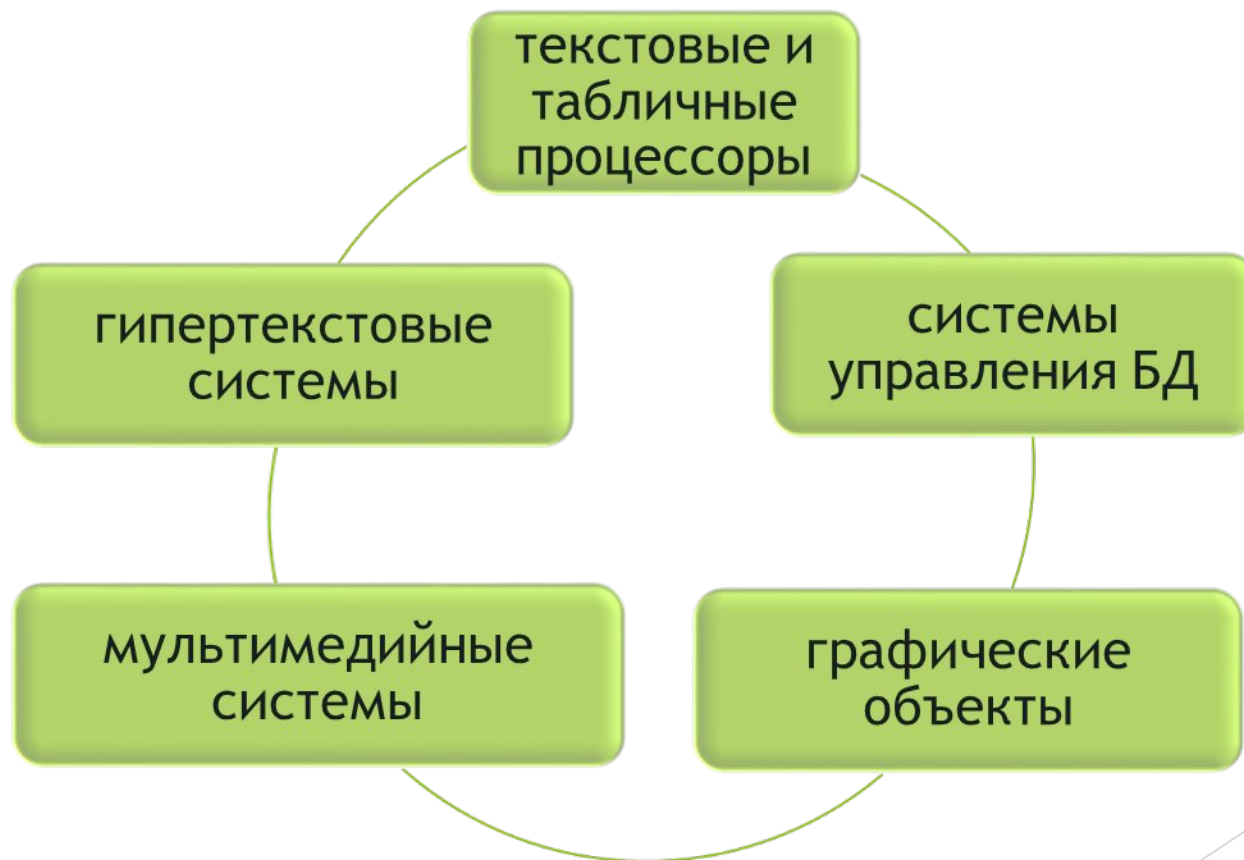 текстовые и
табличные
процессоры
гипертекстовые
системы
системы
управления БД
мультимедийные
системы
графические
объекты